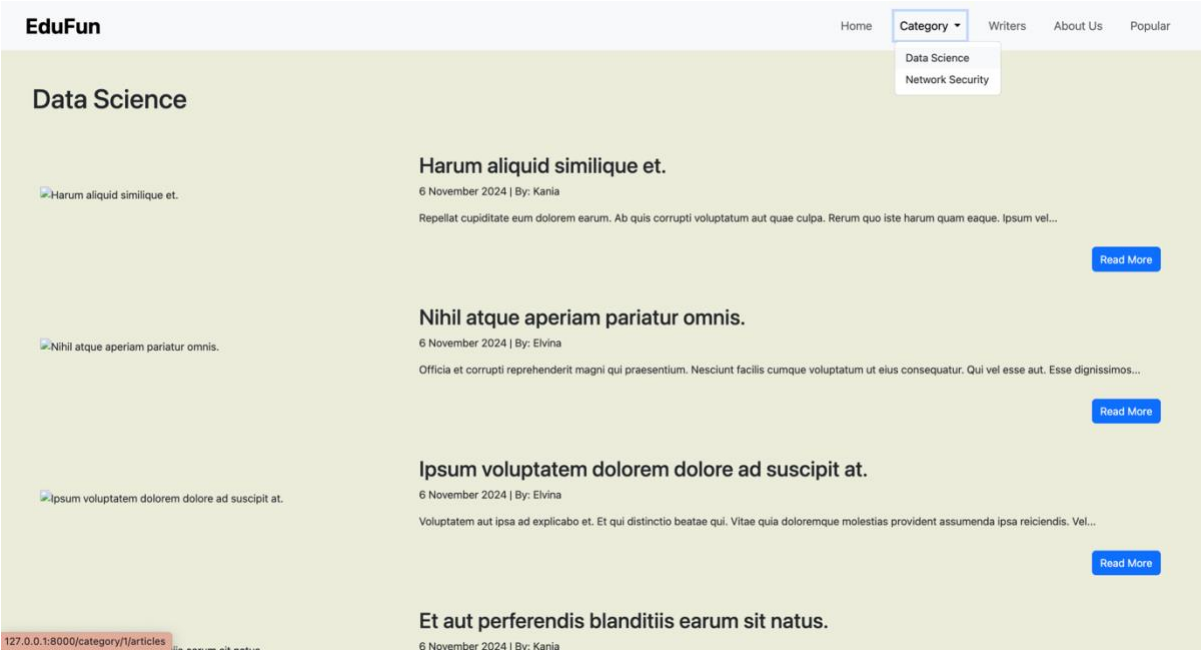 EduFun
Home Category Writers About Us Popular
Data Science
Network Security
Data Science
Harum aliquid similique et.
Harum aliquid similique et.
6 November 2024 | By: Kania
Repellat cupiditate eum dolorem earum. Ab quis corrupti voluptatum aut quae culpa. Rerum quo iste harum quam eaque. Ipsum vel...
Read More
Nihil atque aperiam pariatur omnis.
Nihil atque aperiam pariatur omnis.
6 November 2024 | By: Elvina
Officia et corrupti reprehenderit magni qui praesentium. Nesciunt facilis cumque voluptatum ut eius consequatur. Qui vel esse aut. Esse dignissimos...
Read More
Ipsum voluptatem dolorem dolore ad suscipit at.
Ipsum voluptatem dolorem dolore ad suscipit at.
6 November 2024 | By: Elvina
Voluptatem aut ipsa ad explicabo et. Et qui distinctio beatae qui. Vitae quia doloremque molestias provident assumenda ipsa reiciendis. Vel...
Read More
Et aut perferendis blanditiis earum sit natus.
127.0.0.1:8000/category/1/articles
earum sit natus.
6 November 2024 | By: Kania